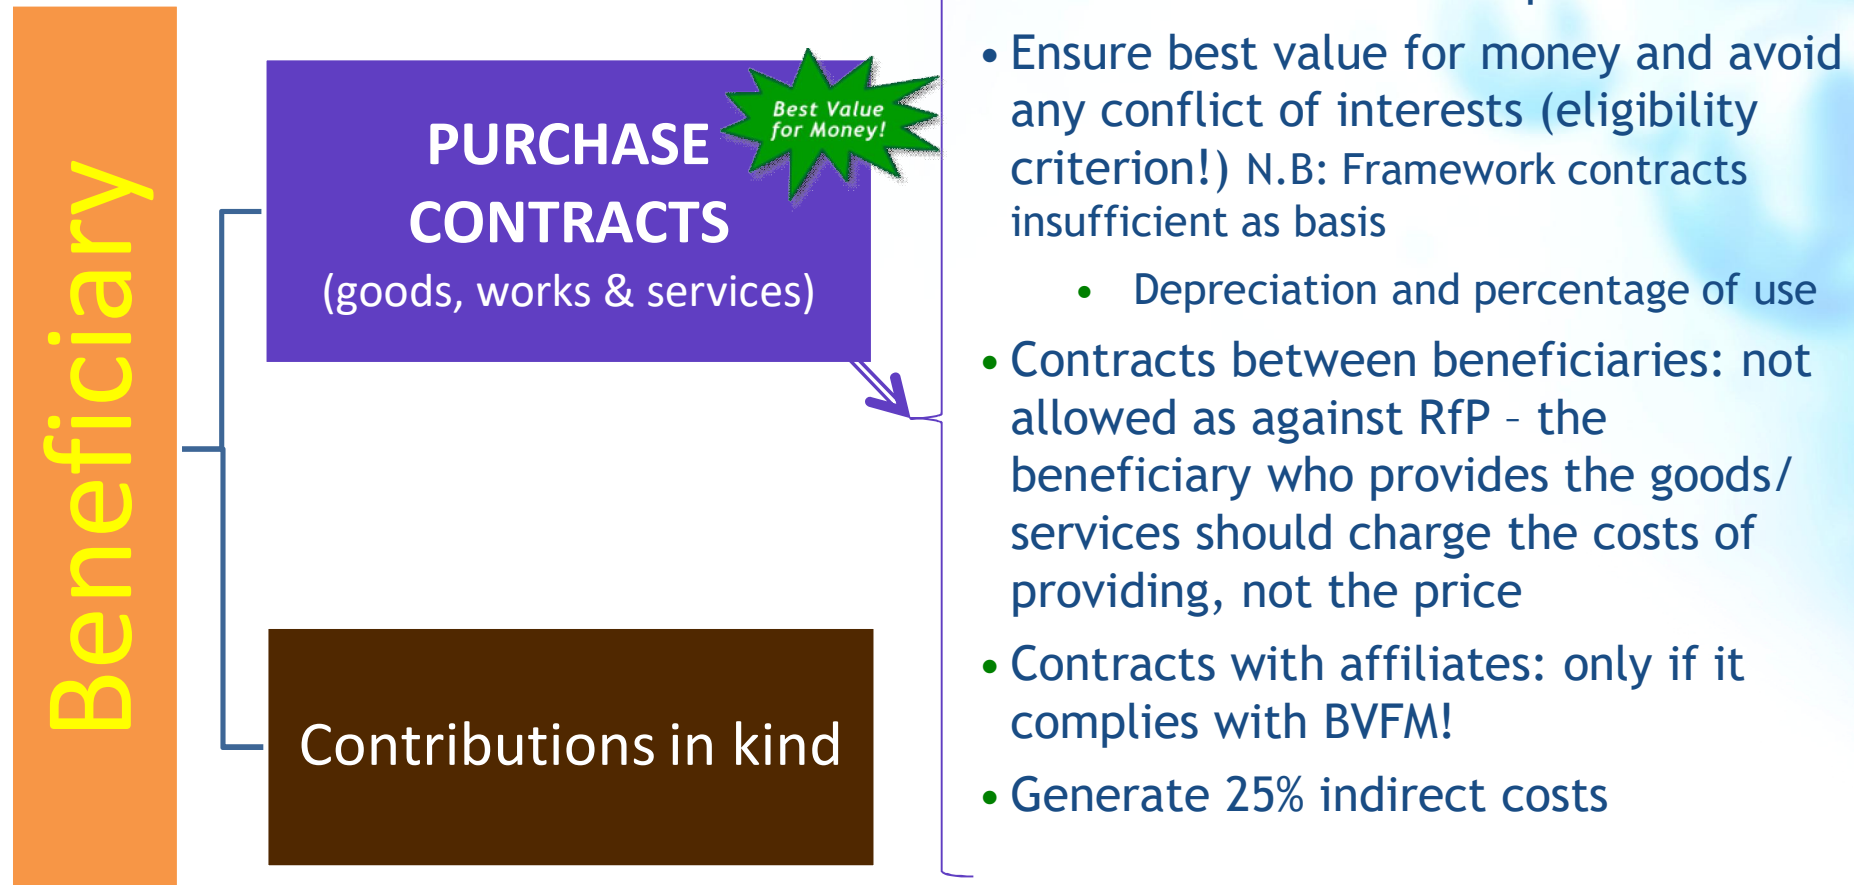 Beneficiary
PURCHASE
CONTRACTS
(goods, works & services)
Best Value
for Money!
Contributions in kind
• Ensure best value for money and avoid
any conflict of interests (eligibility
criterion!) N.B: Framework contracts
insufficient as basis
• Depreciation and percentage of use
• Contracts between beneficiaries: not
allowed as against RfP – the
beneficiary who provides the goods/
services should charge the costs of
providing, not the price
• Contracts with affiliates: only if it
complies with BVFM!
• Generate 25% indirect costs